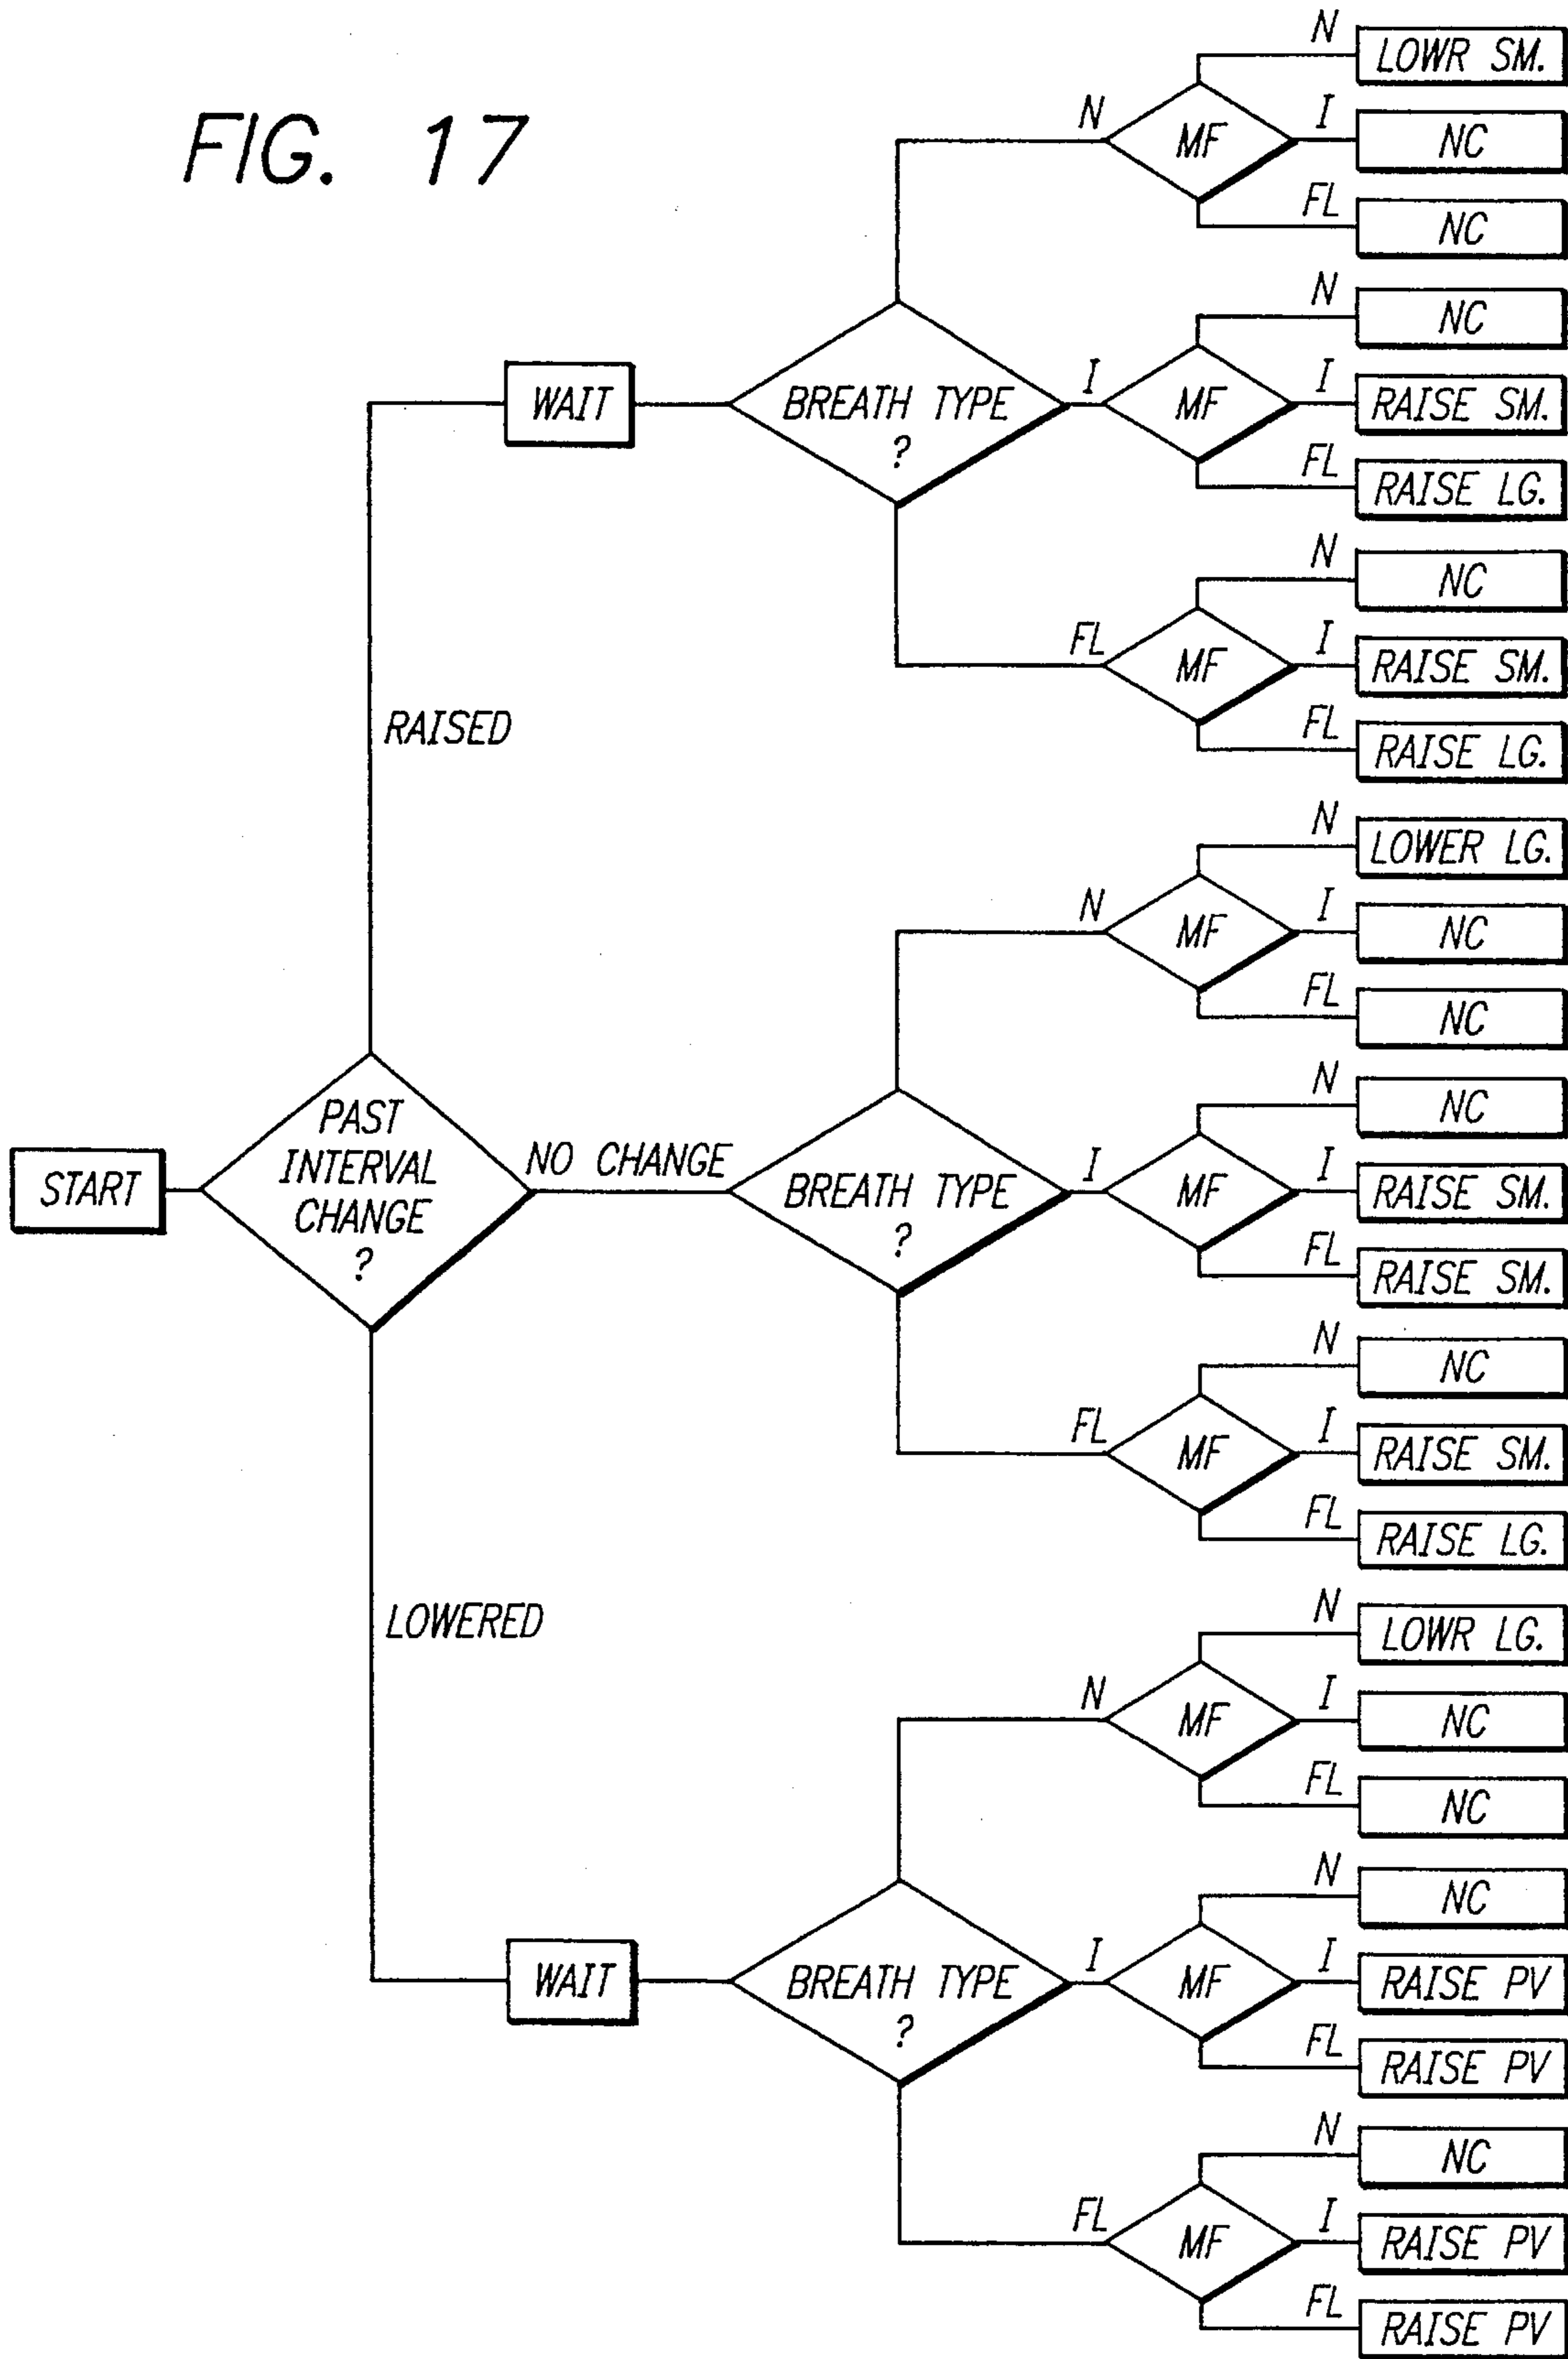 FIG. 17
N
LOWR SM.
N
MF
I
NC
FL
NC
N
NC
WAIT
BREATH TYPE
?
I
MF
I
RAISE SM.
FL
RAISE LG.
N
NC
FL
MF
I
RAISE SM.
FL
RAISE LG.
RAISED
N
LOWER LG.
N
MF
I
NC
FL
NC
START
PAST
INTERVAL
CHANGE
?
NO CHANGE
BREATH TYPE
?
N
NC
I
MF
I
RAISE SM.
FL
RAISE SM.
N
NC
FL
MF
I
RAISE SM.
FL
RAISE LG.
LOWERED
N
LOWR LG.
N
MF
I
NC
FL
NC
N
NC
WAIT
BREATH TYPE
?
I
MF
I
RAISE PV
FL
RAISE PV
N
NC
FL
MF
I
RAISE PV
FL
RAISE PV